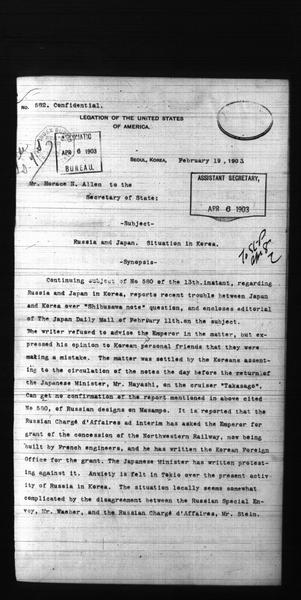 No. 582. Confidential.
LEGATION OF THE UNITED STATES
OF AMERICA.
DIPLOMATIC
APR 6 1903
BUREAU.
SEOUL, KOREA, February 19, 1903
ASSISTANT SECRETARY,
APR 6 1903
Mr. Horace N. Allen to the
Secretary of State;
-Subject-
Russia and Japan. Situation in Korea.
-Synopsis-
Continuing subject of No 580 of the 13th.instant, regarding
Russia and Japan in Korea, reports recent trouble between Japan
and Korea over "Shibusawa note" question, and encloses editorial
of The Japan Daily Mail of February 11th.on the subject.
The writer refused to advise the Emperor in the matter, but ex-
pressed his opinion to Korean personal friends that they were
making a mistake. The matter was settled by the Koreans assent-
ing to the circulation of the notes the day before the return of
the Japanese Minister, Mr. Hayashi, on the cruiser "Takasago".
Can get no confirmation of the report mentioned in above cited
No 580, of Russian designs on Masampo. It is reported that the
Russian Chargé d'Affaires ad interim has asked the Emperor for
grant of the concession of the Northwestern Railway, now being
built by French engineers, and he has written the Korean Foreign
Office for the grant. The Japanese Minister has written protest-
ing against it. Anxiety is felt in Tokio over the present activ-
ity of Russia in Korea. The situation locally seems somewhat
complicated by the disagreement between the Russian Special En-
voy, Mr. Waeber, and the Russian Chargé d'Affaires, Mr. Stein.